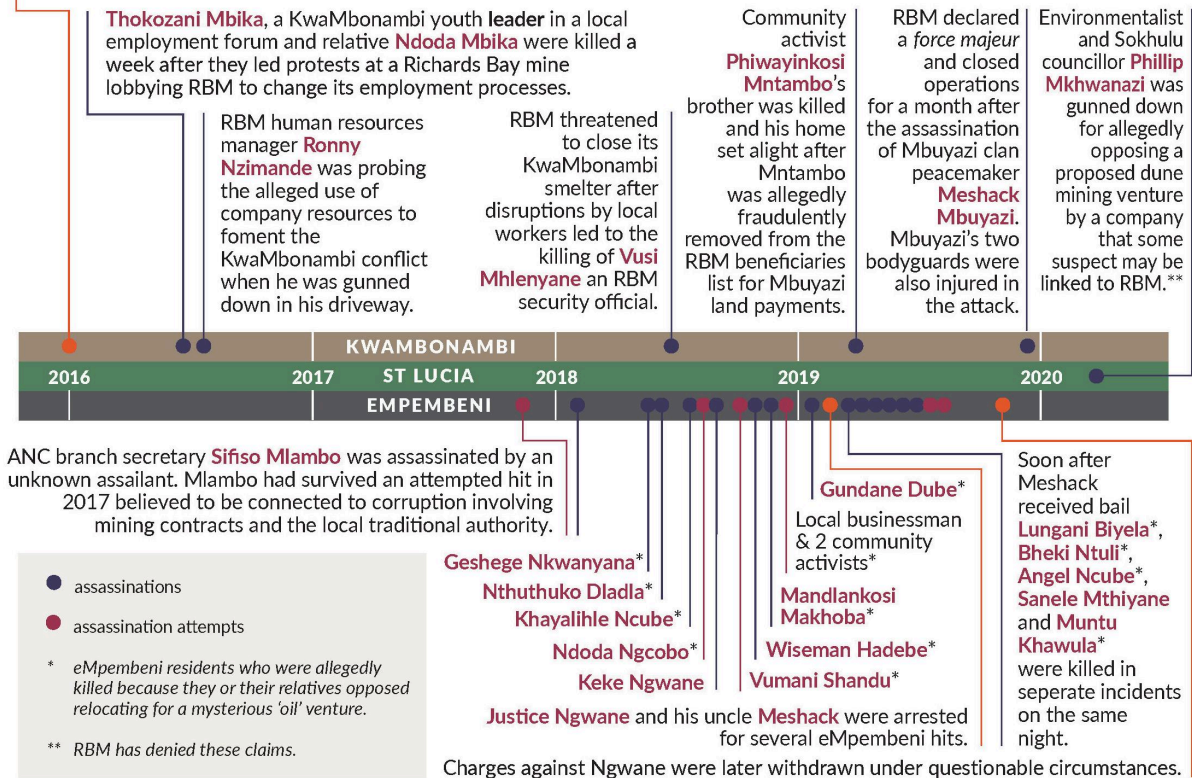 Thokozani Mbika, a KwaMbonambi youth leader in a local
employment forum and relative Ndoda Mbika were killed a
week after they led protests at a Richards Bay mine
lobbying RBM to change its employment processes.
RBM human resources
manager Ronny
Nzimande was probing
the alleged use of
company resources to
foment the
KwaMbonambi conflict
when he was gunned
down in his driveway.
RBM threatened
to close its
KwaMbonambi
smelter after
disruptions by local
workers led to the
killing of Vusi
Mhlenyane an RBM
security official.
Community
activist
Phiwayinkosi
Mntambo's
brother was killed
and his home
set alight after
Mntambo
was allegedly
fraudulently
removed from the
RBM beneficiaries
list for Mbuyazi
land payments.
RBM declared
a force majeur
and closed
operations
for a month after
the assassination
of Mbuyazi clan
peacemaker
Meshack
Mbuyazi.
Mbuyazi's two
bodyguards were
also injured in
the attack.
Environmentalist
and Sokhulu
councillor Phillip
Mkhwanazi was
gunned down
for allegedly
opposing a
proposed dune
mining venture
by a company
that some
suspect may be
linked to RBM.**
KWAMBONAMBI
2016 2017 ST LUCIA 2018 2019 2020
EMPEMBENI
ANC branch secretary Sifiso Mlambo was assassinated by an
unknown assailant. Mlambo had survived an attempted hit in
2017 believed to be connected to corruption involving
mining contracts and the local traditional authority.
Geshege Nkwanyana*
Nthuthuko Dladla*
Khayalihle Ncube*
Ndoda Ngcobo*
Keke Ngwane
Gundane Dube*
Local businessman
& 2 community
activists*
Mandlankosi
Makhoba*
Wiseman Hadebe*
Vumani Shandu*
Justice Ngwane and his uncle Meshack were arrested
for several eMpembeni hits.
Charges against Ngwane were later withdrawn under questionable circumstances.
Soon after
Meshack
received bail
Lungani Biyela*,
Bheki Ntuli*,
Angel Ncube*,
Sanele Mthiyane
and Muntu
Khawula*
were killed in
seperate incidents
on the same
night.
assassinations
assassination attempts
* eMpembeni residents who were allegedly
killed because they or their relatives opposed
relocating for a mysterious 'oil' venture.
** RBM has denied these claims.